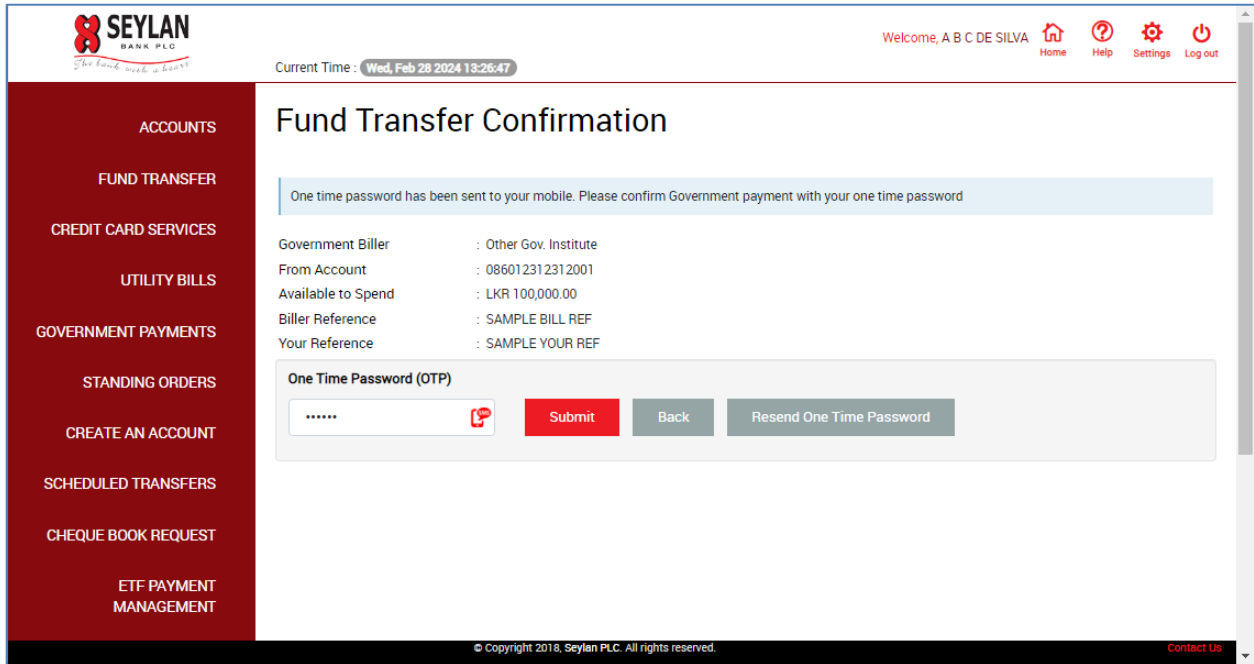 SEYLAN
BANK PLC
The bank with a heart
Welcome, A B C DE SILVA
Home
Help
Settings
Log out
Current Time : Wed, Feb 28 2024 13:26:47
ACCOUNTS
FUND TRANSFER
CREDIT CARD SERVICES
UTILITY BILLS
GOVERNMENT PAYMENTS
STANDING ORDERS
CREATE AN ACCOUNT
SCHEDULED TRANSFERS
CHEQUE BOOK REQUEST
ETF PAYMENT
MANAGEMENT
Fund Transfer Confirmation
One time password has been sent to your mobile. Please confirm Government payment with your one time password
Government Biller : Other Gov. Institute
From Account : 086012312312001
Available to Spend : LKR 100,000.00
Biller Reference : SAMPLE BILL REF
Your Reference : SAMPLE YOUR REF
One Time Password (OTP)
•••••• SMS
Submit
Back
Resend One Time Password
© Copyright 2018, Seylan PLC. All rights reserved.
Contact Us